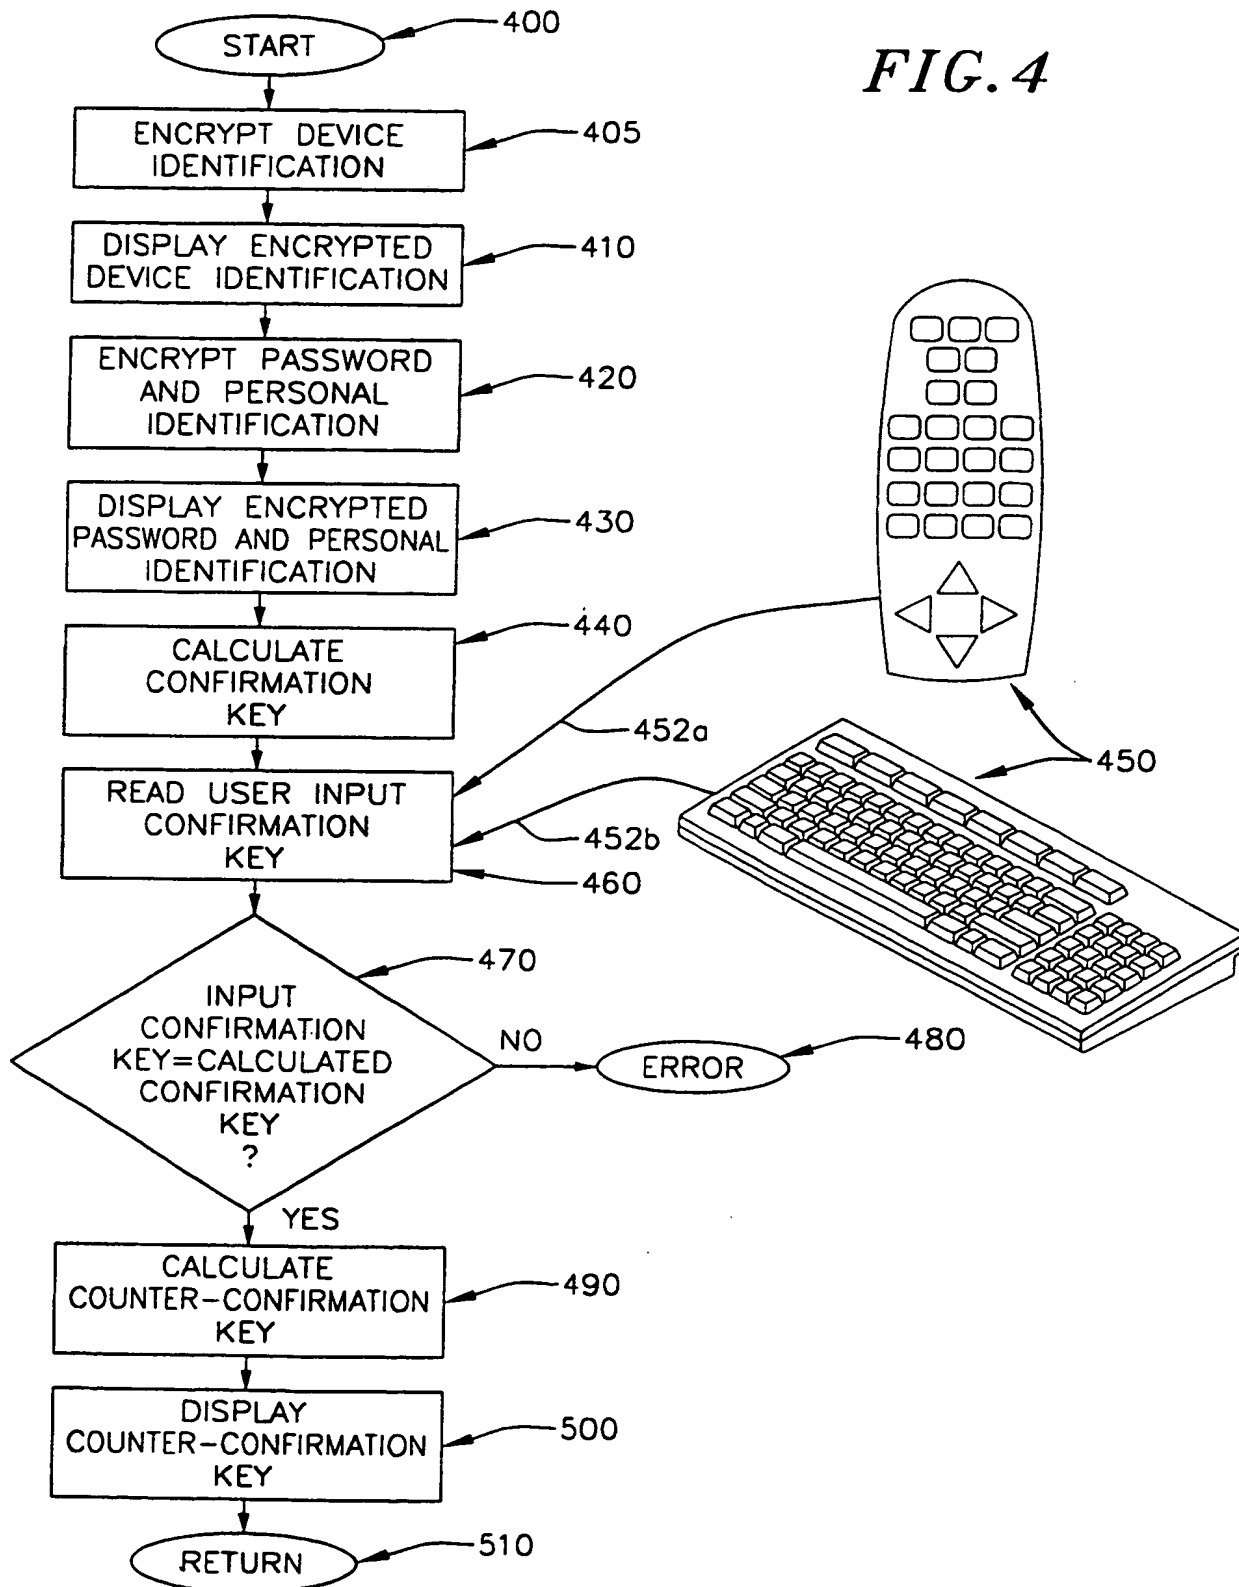 START
400
FIG. 4
ENCRYPT DEVICE
IDENTIFICATION
405
DISPLAY ENCRYPTED
DEVICE IDENTIFICATION
410
ENCRYPT PASSWORD
AND PERSONAL
IDENTIFICATION
420
DISPLAY ENCRYPTED
PASSWORD AND PERSONAL
IDENTIFICATION
430
CALCULATE
CONFIRMATION
KEY
440
READ USER INPUT
CONFIRMATION
KEY
452a
452b
450
460
INPUT
CONFIRMATION
KEY=CALCULATED
CONFIRMATION
KEY
?
470
NO
ERROR
480
YES
CALCULATE
COUNTER-CONFIRMATION
KEY
490
DISPLAY
COUNTER-CONFIRMATION
KEY
500
RETURN
510